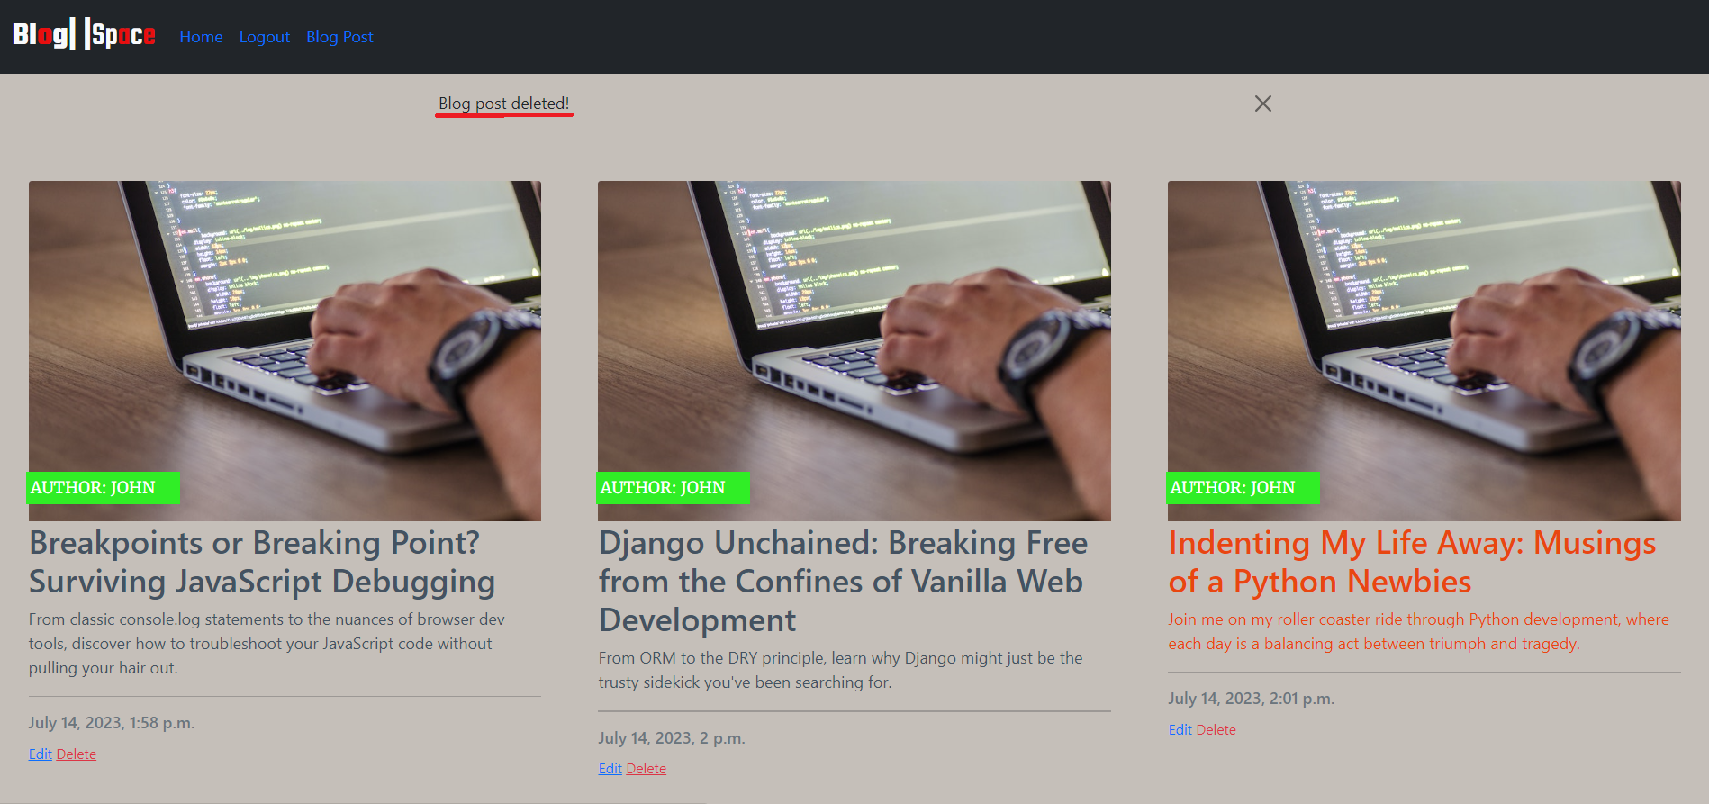 Blog| |Space
Home Logout Blog Post
Blog post deleted!
AUTHOR: JOHN
Breakpoints or Breaking Point?
Surviving JavaScript Debugging
From classic console.log statements to the nuances of browser dev
tools, discover how to troubleshoot your JavaScript code without
pulling your hair out.
July 14, 2023, 1:58 p.m.
Edit Delete
AUTHOR: JOHN
Django Unchained: Breaking Free
from the Confines of Vanilla Web
Development
From ORM to the DRY principle, learn why Django might just be the
trusty sidekick you've been searching for.
July 14, 2023, 2 p.m.
Edit Delete
AUTHOR: JOHN
Indenting My Life Away: Musings
of a Python Newbies
Join me on my roller coaster ride through Python development, where
each day is a balancing act between triumph and tragedy.
July 14, 2023, 2:01 p.m.
Edit Delete